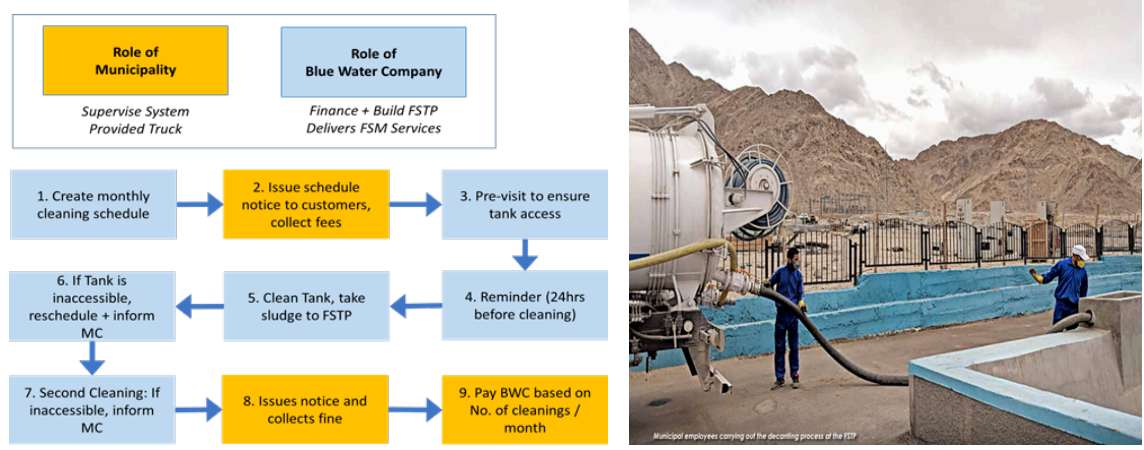 Role of
Municipality
Role of
Blue Water Company
Supervise System
Provided Truck
Finance + Build FSTP
Delivers FSM Services
1. Create monthly
cleaning schedule
2. Issue schedule
notice to customers,
collect fees
3. Pre-visit to ensure
tank access
6. If Tank is
inaccessible,
reschedule + inform
MC
5. Clean Tank, take
sludge to FSTP
4. Reminder (24hrs
before cleaning)
7. Second Cleaning: If
inaccessible, inform
MC
8. Issues notice and
collects fine
9. Pay BWC based on
No. of cleanings /
month
Municipal employees carrying out the decanting process at the FSTP